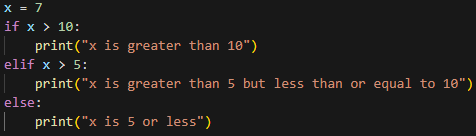 x = 7
if x > 10:
    print("x is greater than 10")
elif x > 5:
    print("x is greater than 5 but less than or equal to 10")
else:
    print("x is 5 or less")